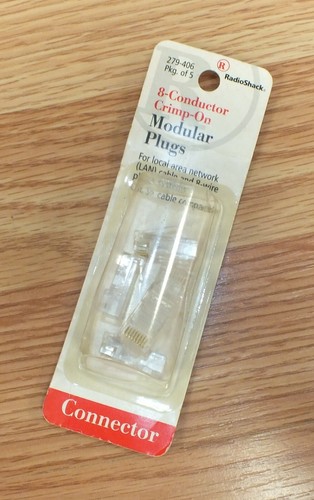 279-406
Pkg. of 5
R
RadioShack.
8-Conductor
Crimp-On
Modular
Plugs
For local area network
(LAN) cable and 8-wire
cable
Connector